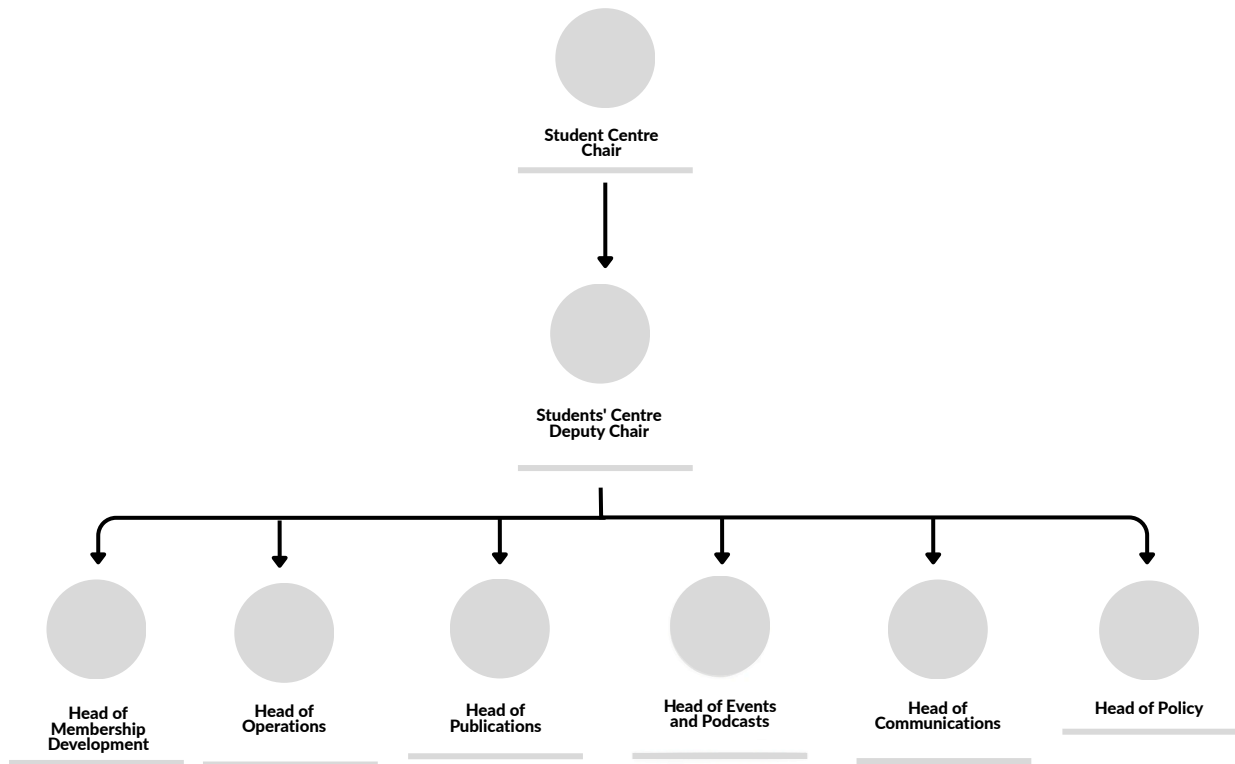 Student Centre
Chair
Students' Centre
Deputy Chair
Head of
Membership
Development
Head of
Operations
Head of
Publications
Head of Events
and Podcasts
Head of
Communications
Head of Policy